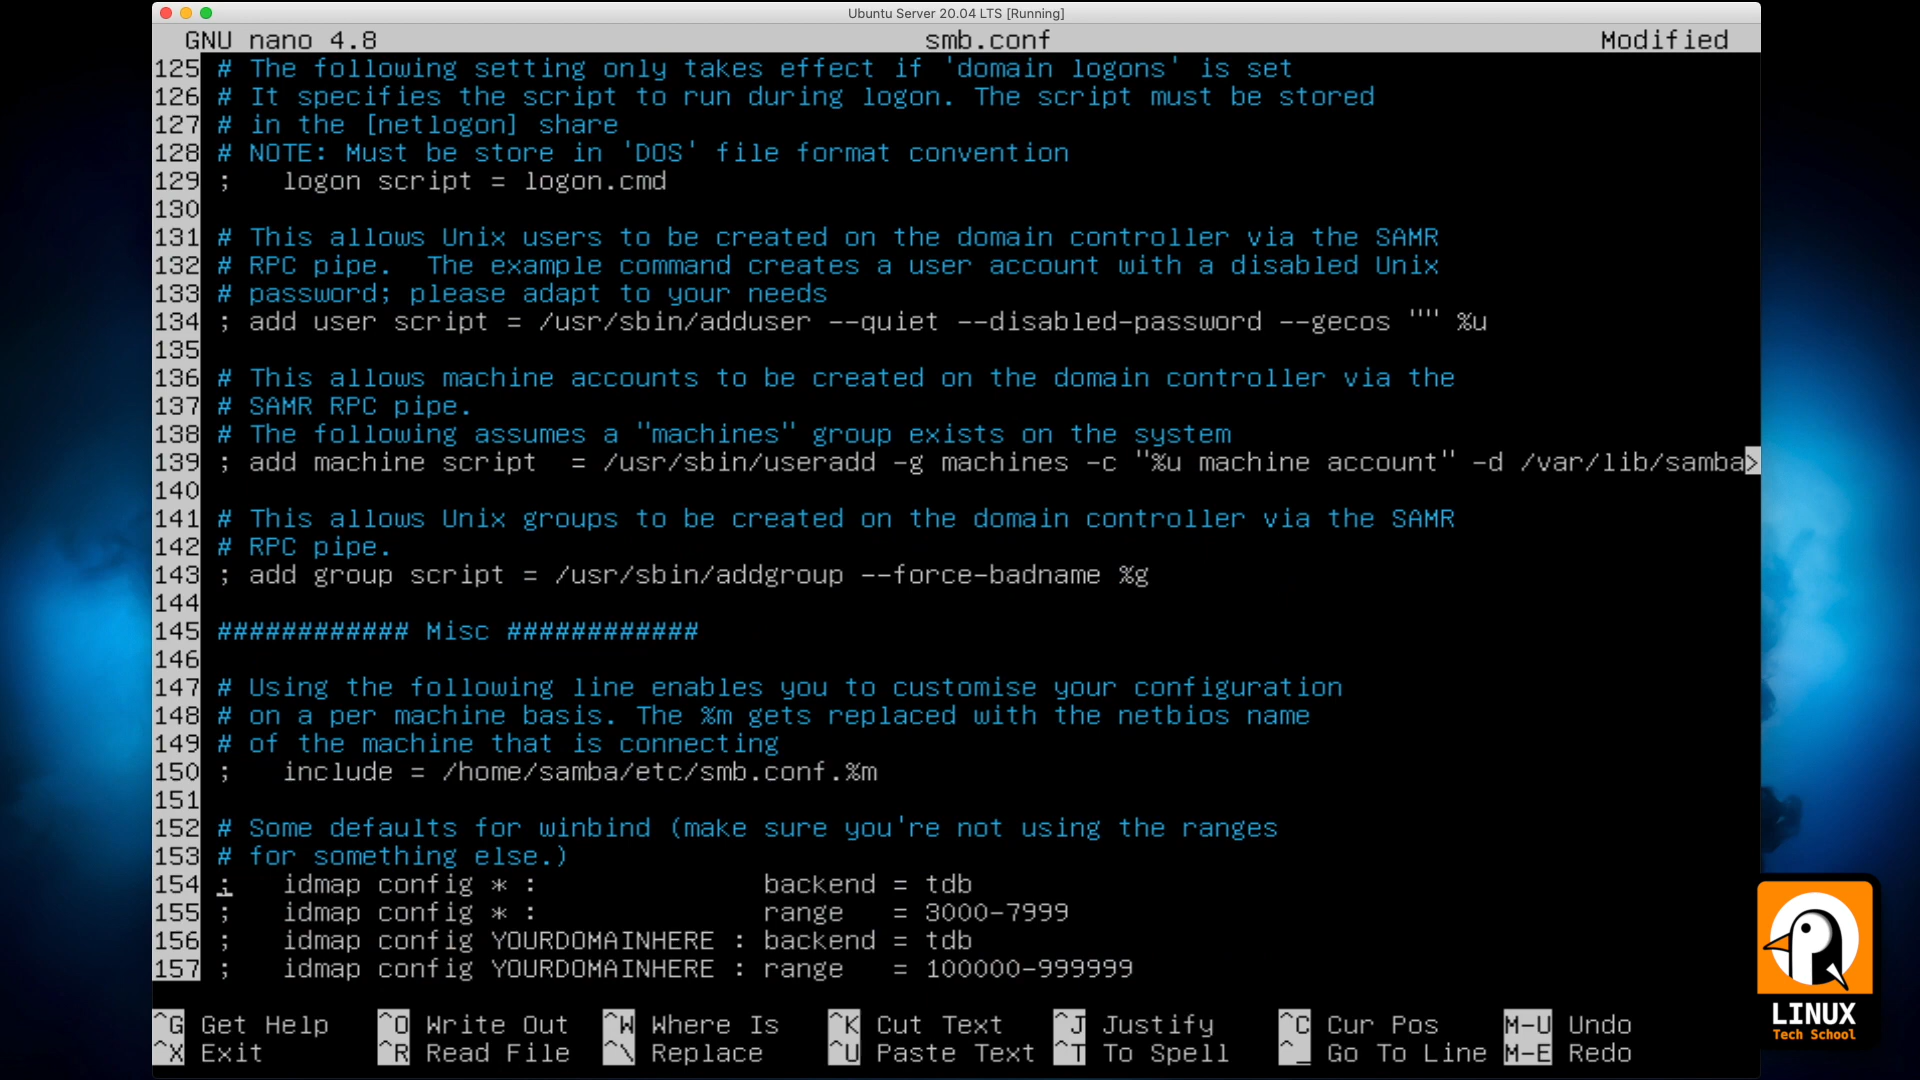 Ubuntu Server 20.04 LTS [Running]
GNU nano 4.8 smb.conf Modified
125 # The following setting only takes effect if 'domain logons' is set
126 # It specifies the script to run during logon. The script must be stored
127 # in the [netlogon] share
128 # NOTE: Must be store in 'DOS' file format convention
129 ;   logon script = logon.cmd
130
131 # This allows Unix users to be created on the domain controller via the SAMR
132 # RPC pipe.  The example command creates a user account with a disabled Unix
133 # password; please adapt to your needs
134 ; add user script = /usr/sbin/adduser --quiet --disabled-password --gecos "" %u
135
136 # This allows machine accounts to be created on the domain controller via the
137 # SAMR RPC pipe.
138 # The following assumes a "machines" group exists on the system
139 ; add machine script  = /usr/sbin/useradd -g machines -c "%u machine account" -d /var/lib/samba>
140
141 # This allows Unix groups to be created on the domain controller via the SAMR
142 # RPC pipe.
143 ; add group script = /usr/sbin/addgroup --force-badname %g
144
145 ############ Misc ############
146
147 # Using the following line enables you to customise your configuration
148 # on a per machine basis. The %m gets replaced with the netbios name
149 # of the machine that is connecting
150 ;   include = /home/samba/etc/smb.conf.%m
151
152 # Some defaults for winbind (make sure you're not using the ranges
153 # for something else.)
154 ;   idmap config * :              backend = tdb
155 ;   idmap config * :              range   = 3000-7999
156 ;   idmap config YOURDOMAINHERE : backend = tdb
157 ;   idmap config YOURDOMAINHERE : range   = 100000-999999
^G Get Help ^O Write Out ^W Where Is ^K Cut Text ^J Justify ^C Cur Pos M-U Undo
^X Exit ^R Read File ^\ Replace ^U Paste Text ^T To Spell ^_ Go To Line M-E Redo
LINUX
Tech School